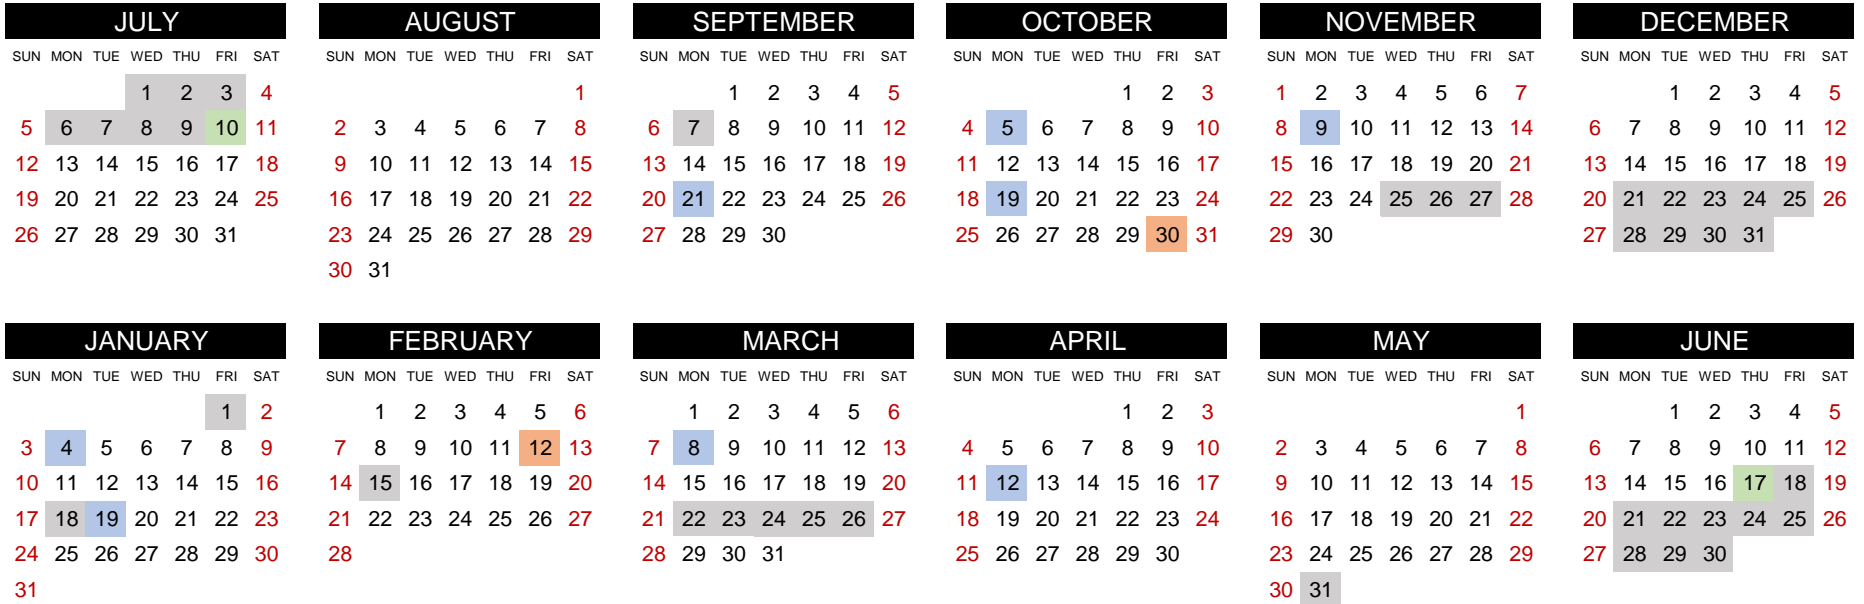 JULY AUGUST SEPTEMBER OCTOBER NOVEMBER DECEMBER
SUN MON TUE WED THU FRI SAT SUN MON TUE WED THU FRI SAT SUN MON TUE WED THU FRI SAT SUN MON TUE WED THU FRI SAT SUN MON TUE WED THU FRI SAT SUN MON TUE WED THU FRI SAT
1 2 3 4 1 1 2 3 4 5 1 2 3 1 2 3 4 5 6 7 1 2 3 4 5
5 6 7 8 9 10 11 2 3 4 5 6 7 8 6 7 8 9 10 11 12 4 5 6 7 8 9 10 8 9 10 11 12 13 14 6 7 8 9 10 11 12
12 13 14 15 16 17 18 9 10 11 12 13 14 15 13 14 15 16 17 18 19 11 12 13 14 15 16 17 15 16 17 18 19 20 21 13 14 15 16 17 18 19
19 20 21 22 23 24 25 16 17 18 19 20 21 22 20 21 22 23 24 25 26 18 19 20 21 22 23 24 22 23 24 25 26 27 28 20 21 22 23 24 25 26
26 27 28 29 30 31 23 24 25 26 27 28 29 27 28 29 30 25 26 27 28 29 30 31 29 30 27 28 29 30 31
30 31
JANUARY FEBRUARY MARCH APRIL MAY JUNE
SUN MON TUE WED THU FRI SAT SUN MON TUE WED THU FRI SAT SUN MON TUE WED THU FRI SAT SUN MON TUE WED THU FRI SAT SUN MON TUE WED THU FRI SAT SUN MON TUE WED THU FRI SAT
1 2 1 2 3 4 5 6 1 2 3 4 5 6 1 2 3 1 1 2 3 4 5
3 4 5 6 7 8 9 7 8 9 10 11 12 13 7 8 9 10 11 12 13 4 5 6 7 8 9 10 2 3 4 5 6 7 8 6 7 8 9 10 11 12
10 11 12 13 14 15 16 14 15 16 17 18 19 20 14 15 16 17 18 19 20 11 12 13 14 15 16 17 9 10 11 12 13 14 15 13 14 15 16 17 18 19
17 18 19 20 21 22 23 21 22 23 24 25 26 27 21 22 23 24 25 26 27 18 19 20 21 22 23 24 16 17 18 19 20 21 22 20 21 22 23 24 25 26
24 25 26 27 28 29 30 28 28 29 30 31 25 26 27 28 29 30 23 24 25 26 27 28 29 27 28 29 30
31 30 31